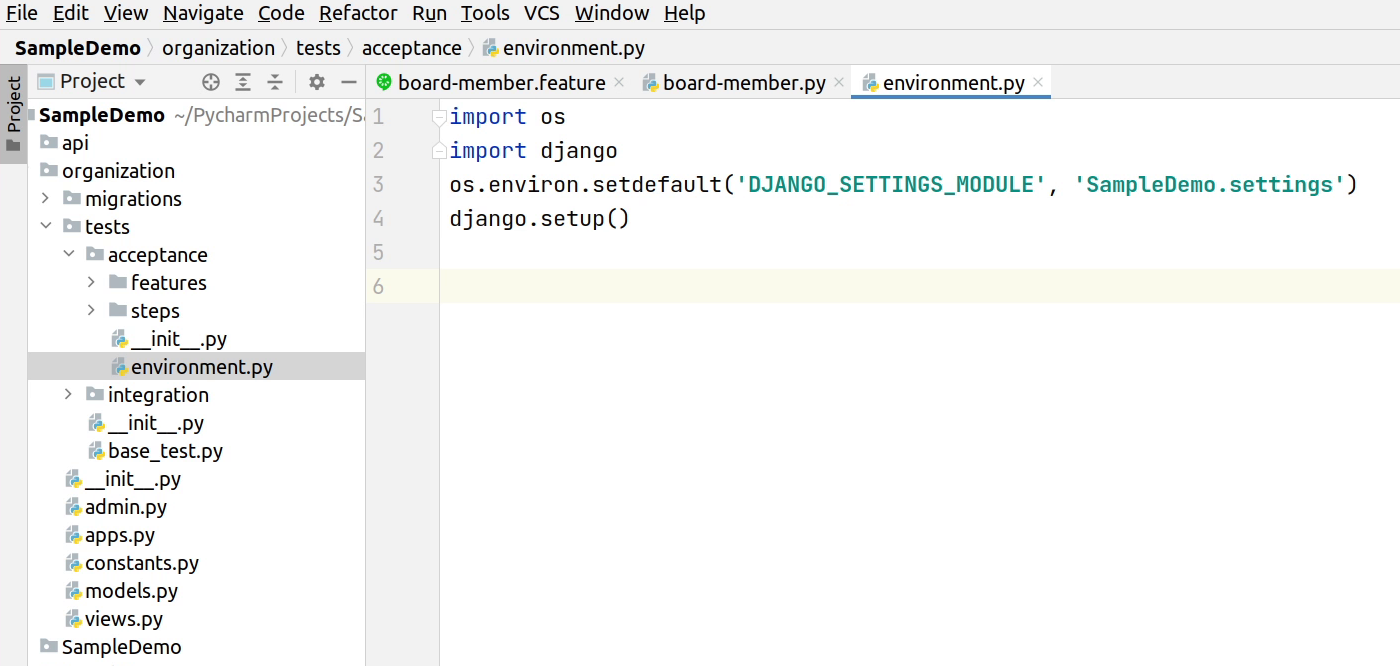 File Edit View Navigate Code Refactor Run Tools VCS Window Help
SampleDemo organization tests acceptance environment.py
Project
Project
board-member.feature board-member.py environment.py
SampleDemo ~/PycharmProjects/S
api
organization
migrations
tests
acceptance
features
steps
__init__.py
environment.py
integration
__init__.py
base_test.py
__init__.py
admin.py
apps.py
constants.py
models.py
views.py
SampleDemo
1 import os
2 import django
3 os.environ.setdefault('DJANGO_SETTINGS_MODULE', 'SampleDemo.settings')
4 django.setup()
5
6